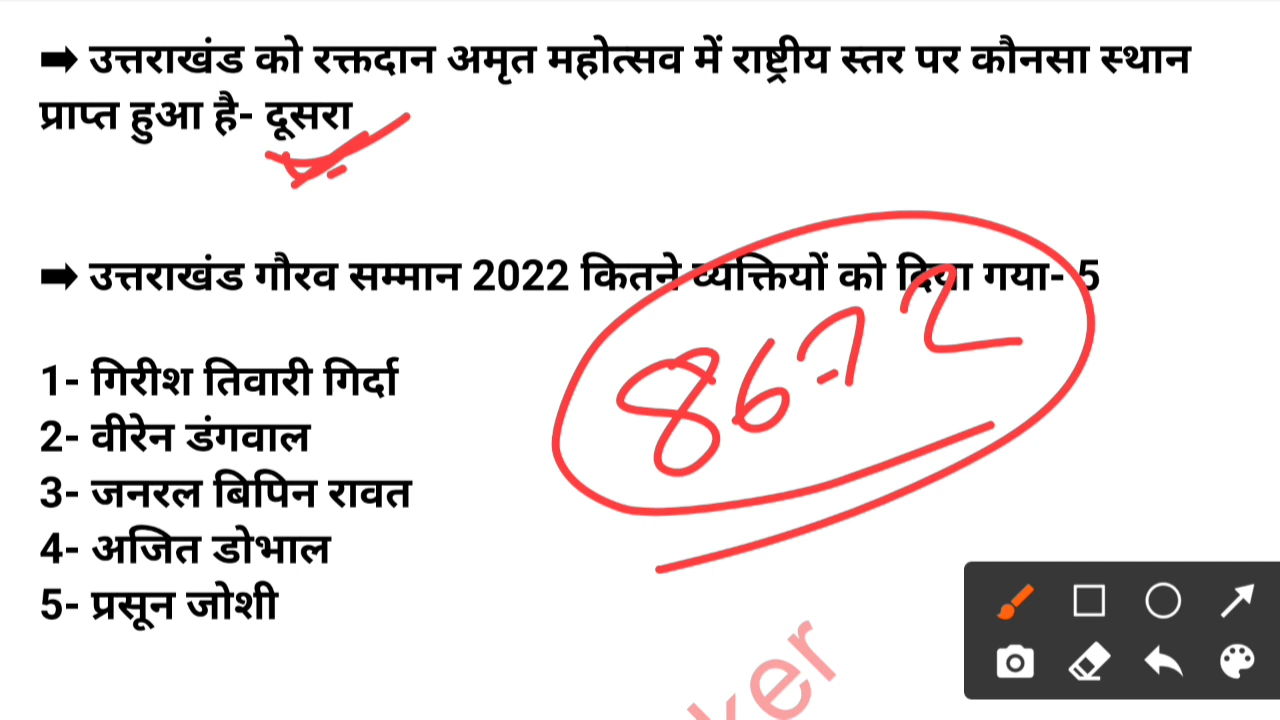 ➡ उत्तराखंड को रक्तदान अमृत महोत्सव में राष्ट्रीय स्तर पर कौनसा स्थान
प्राप्त हुआ है- दूसरा
➡ उत्तराखंड गौरव सम्मान 2022 कितने व्यक्तियों को दिया गया- 5
8672
1- गिरीश तिवारी गिर्दा
2- वीरेन डंगवाल
3- जनरल बिपिन रावत
4- अजित डोभाल
5- प्रसून जोशी
ker